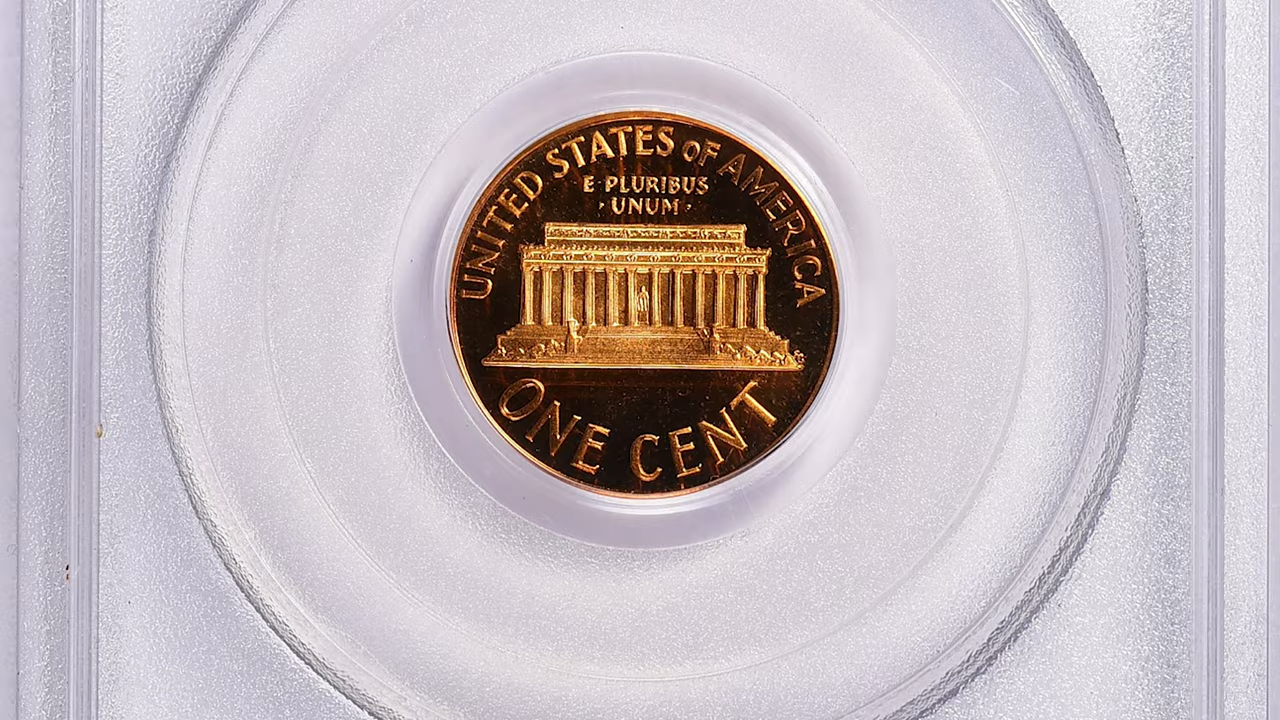 UNITED STATES OF AMERICA
E·PLURIBUS
·UNUM·
ONE CENT